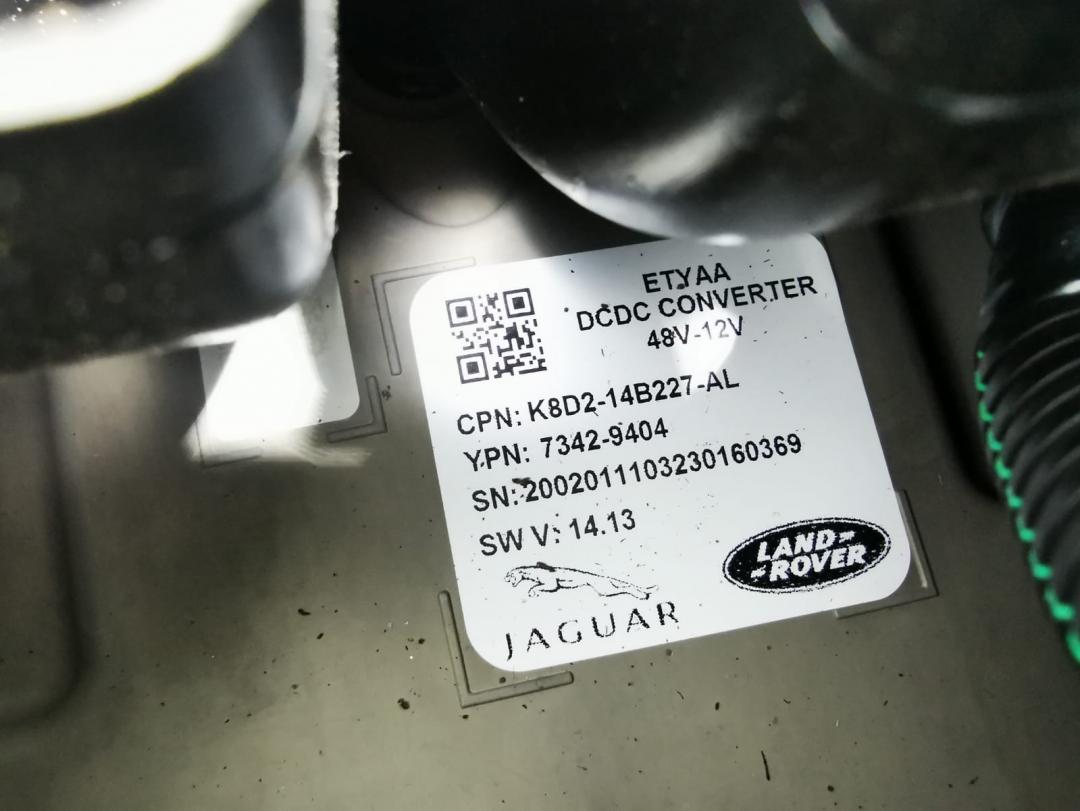 ETYAA
DCDC CONVERTER
48V-12V
CPN: K8D2-14B227-AL
YPN: 7342-9404
SN:2002011103230160369
SW V: 14.13
LAND-
-ROVER
JAGUAR